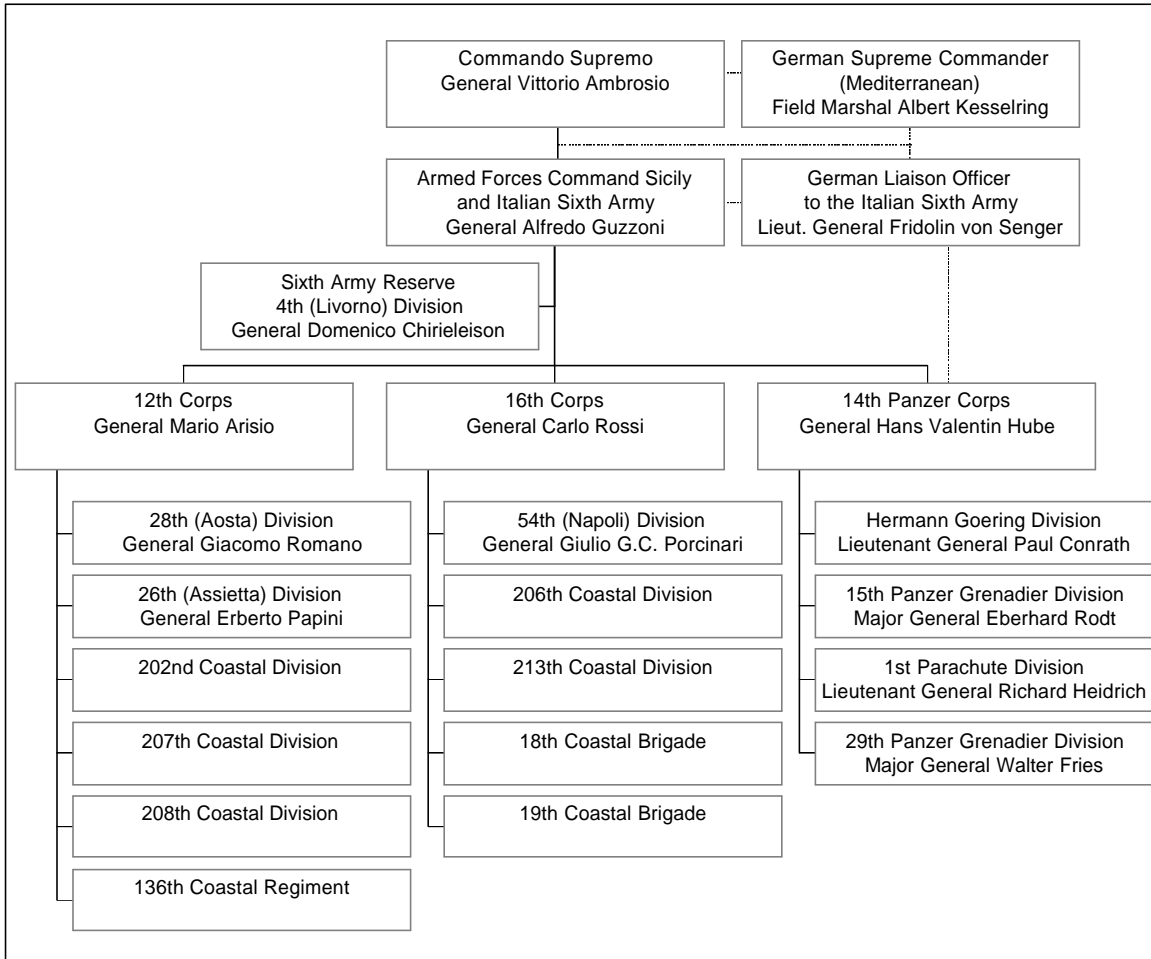 Commando Supremo
General Vittorio Ambrosio
German Supreme Commander
(Mediterranean)
Field Marshal Albert Kesselring
Armed Forces Command Sicily
and Italian Sixth Army
General Alfredo Guzzoni
German Liaison Officer
to the Italian Sixth Army
Lieut. General Fridolin von Senger
Sixth Army Reserve
4th (Livorno) Division
General Domenico Chirieleison
12th Corps
General Mario Arisio
28th (Aosta) Division
General Giacomo Romano
26th (Assietta) Division
General Erberto Papini
202nd Coastal Division
207th Coastal Division
208th Coastal Division
136th Coastal Regiment
16th Corps
General Carlo Rossi
54th (Napoli) Division
General Giulio G.C. Porcinari
206th Coastal Division
213th Coastal Division
18th Coastal Brigade
19th Coastal Brigade
14th Panzer Corps
General Hans Valentin Hube
Hermann Goering Division
Lieutenant General Paul Conrath
15th Panzer Grenadier Division
Major General Eberhard Rodt
1st Parachute Division
Lieutenant General Richard Heidrich
29th Panzer Grenadier Division
Major General Walter Fries